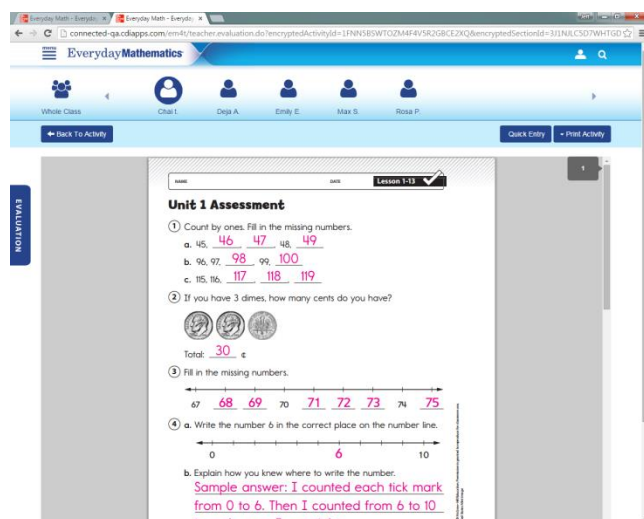 Everyday Math - Everyda
Everyday Math - Everyda
connected-qa.cdiapps.com/em4t/teacher.evaluation.do?encryptedActivityId=1FNN5B5WTOZM4F4V5R2GBCE2XQ&encryptedSectionId=3J1NJLC5D7WHTGD
menu
EverydayMathematics
Whole Class
Chai I.
Deja A.
Emily E.
Max S.
Rosa P.
Back To Activity
Quick Entry
Print Activity
1
EVALUATION
NAME
DATE
Lesson 1-13
Unit 1 Assessment
1 Count by ones. Fill in the missing numbers.
a. 45, 46, 47, 48, 49
b. 96, 97, 98, 99, 100
c. 115, 116, 117, 118, 119
2 If you have 3 dimes, how many cents do you have?
Total: 30 ¢
3 Fill in the missing numbers.
67 68 69 70 71 72 73 74 75
4 a. Write the number 6 in the correct place on the number line.
0 6 10
b. Explain how you knew where to write the number.
Sample answer: I counted each tick mark
from 0 to 6. Then I counted from 6 to 10